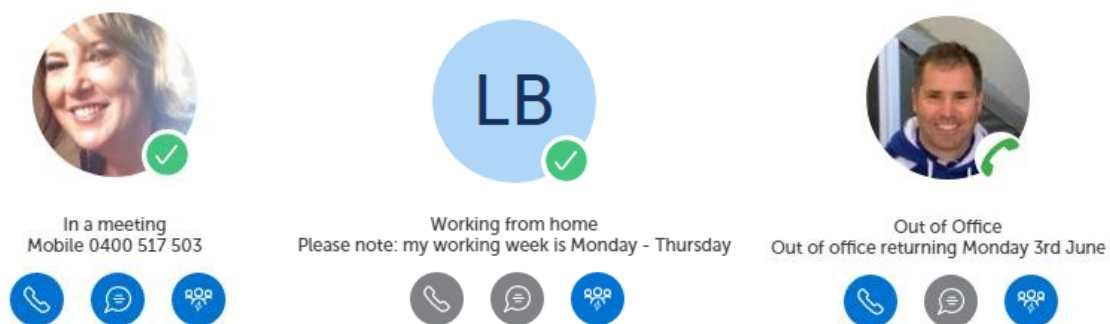 LB
In a meeting
Mobile 0400 517 503
Working from home
Please note: my working week is Monday - Thursday
Out of Office
Out of office returning Monday 3rd June